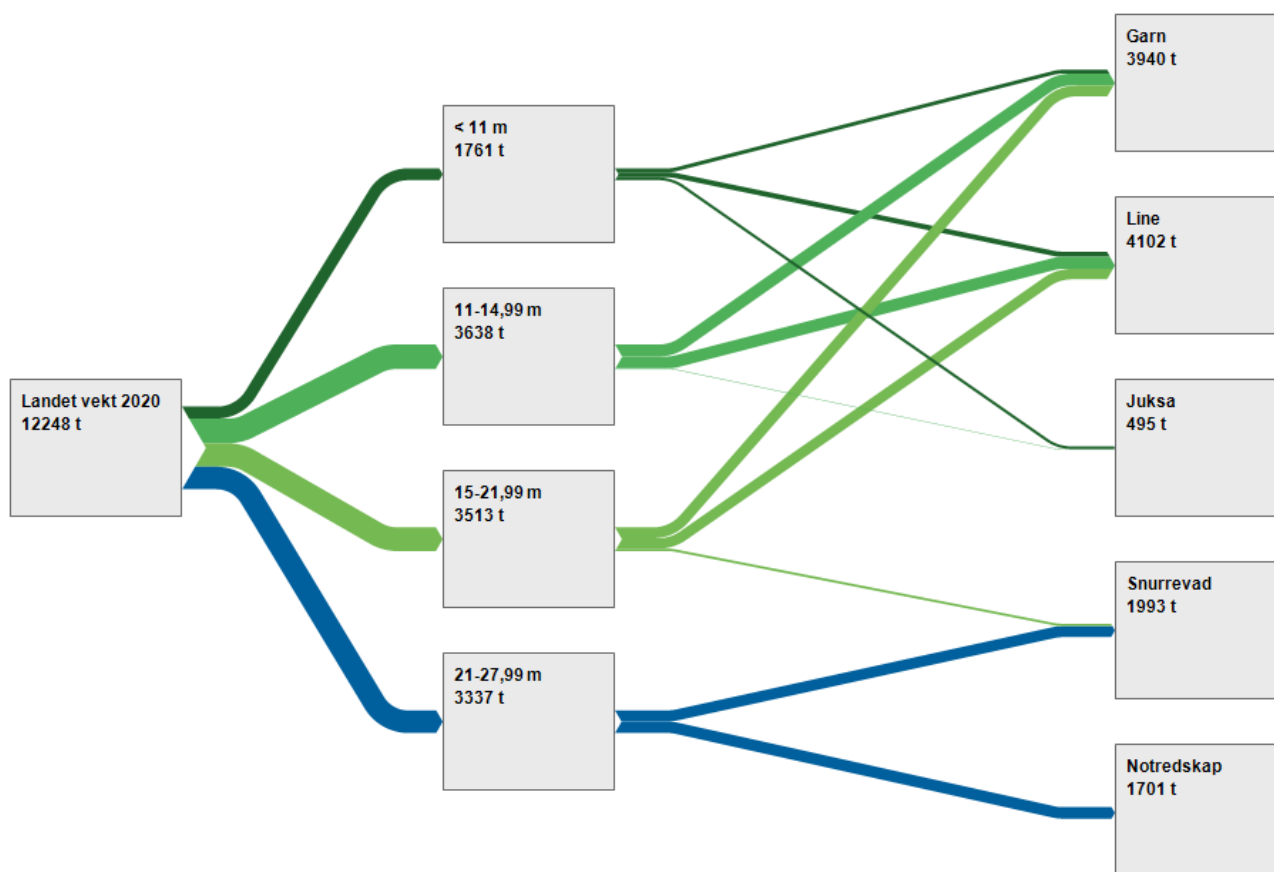 Landet vekt 2020
12248 t
< 11 m
1761 t
11-14,99 m
3638 t
15-21,99 m
3513 t
21-27,99 m
3337 t
Garn
3940 t
Line
4102 t
Juksa
495 t
Snurrevad
1993 t
Notredskap
1701 t